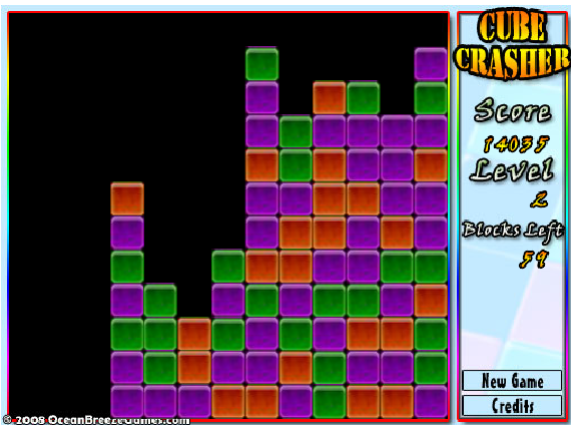 CUBE
CRASHER
Score
14035
Level
2
Blocks Left
59
New Game
Credits
© 2008 OceanBreezeGames.com